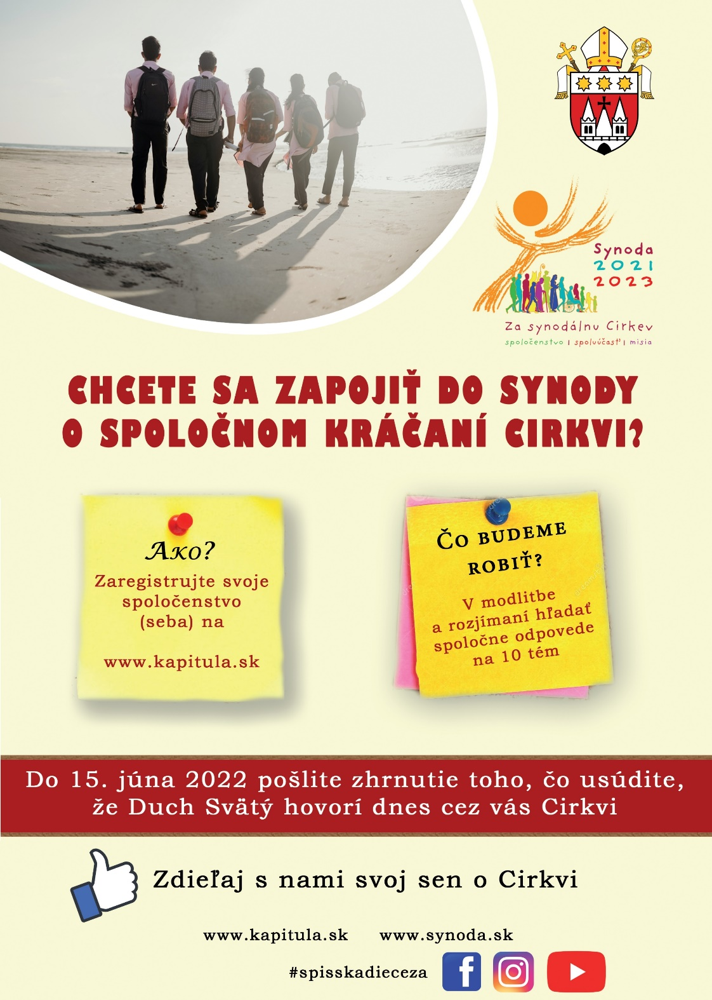 Synoda
2021
2023
Za synodálnu Cirkev
spoločenstvo | spoluúčasť | misia
CHCETE SA ZAPOJIŤ DO SYNODY
O SPOLOČNOM KRÁČANÍ CIRKVI?
AKO?
Zaregistrujte svoje
spoločenstvo
(seba) na
www.kapitula.sk
ČO BUDEME
ROBIŤ?
V modlitbe
a rozjímaní hľadať
spoločne odpovede
na 10 tém
Do 15. júna 2022 pošlite zhrnutie toho, čo usúdite,
že Duch Svätý hovorí dnes cez vás Cirkvi
Zdieľaj s nami svoj sen o Cirkvi
www.kapitula.sk www.synoda.sk
#spisskadieceza